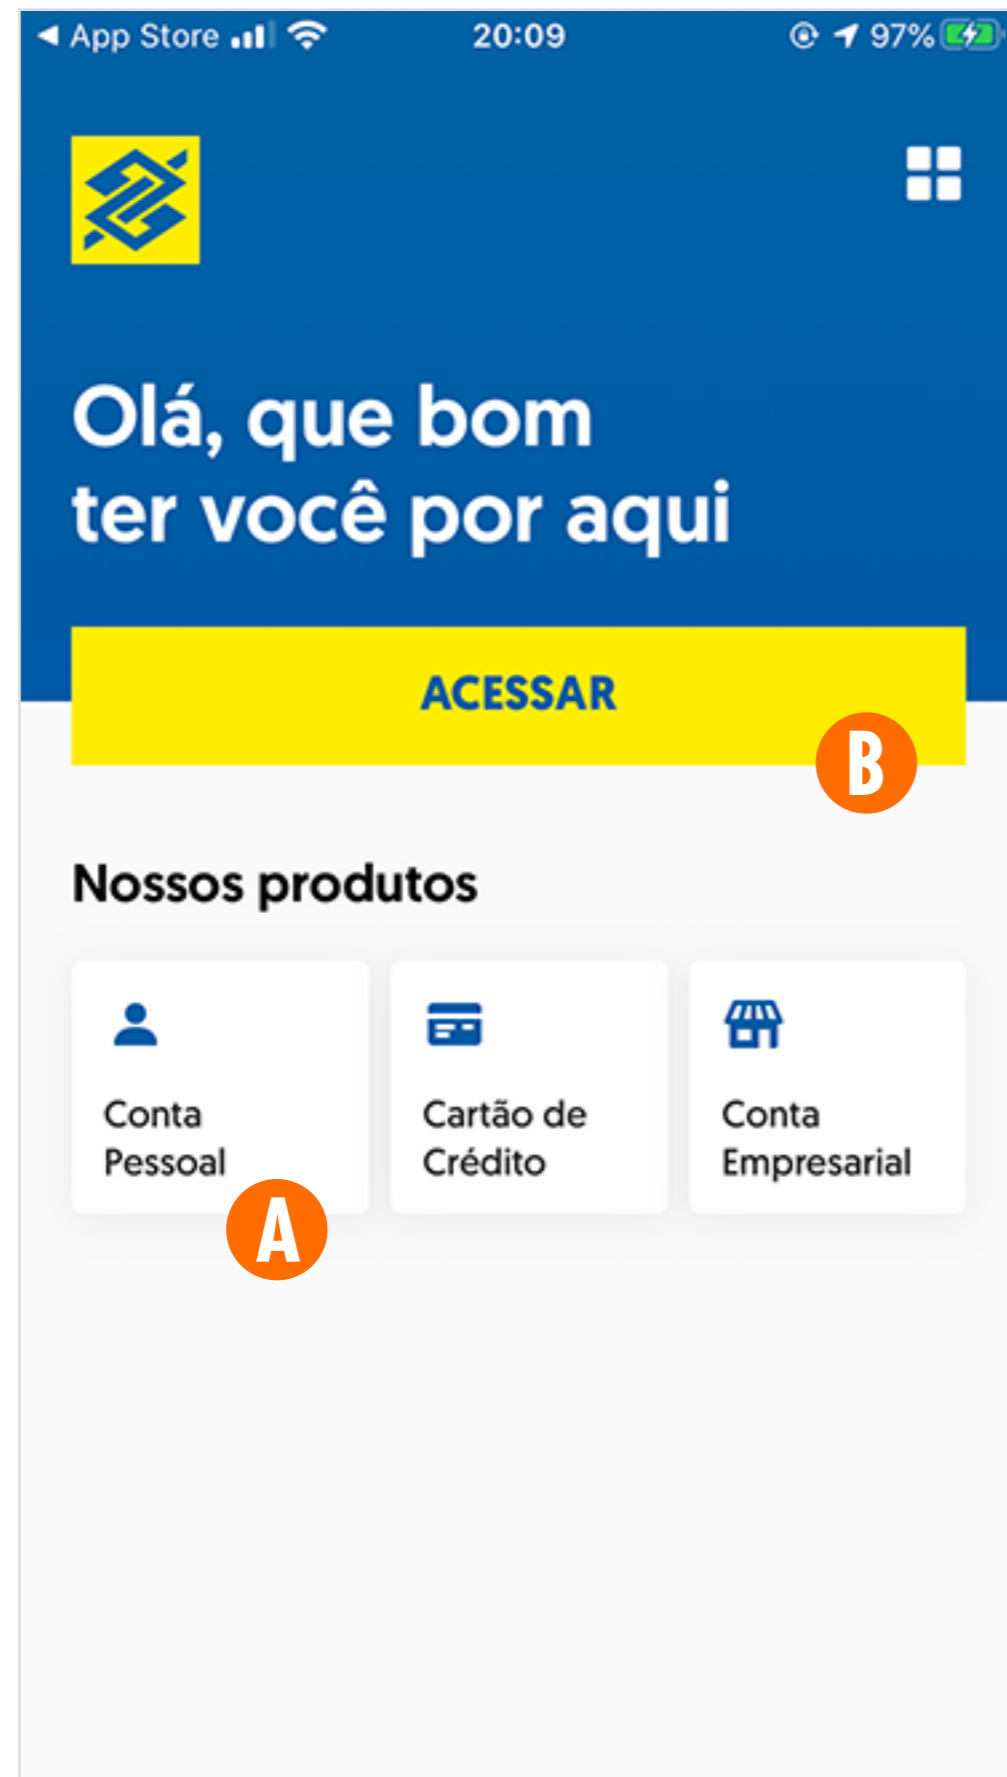 App Store 20:09 97%
Olá, que bom
ter você por aqui
ACESSAR
B
Nossos produtos
Conta
Pessoal
Cartão de
Crédito
Conta
Empresarial
A